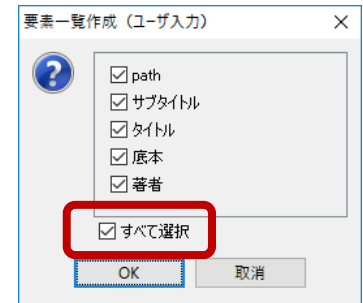 要素一覧作成（ユーザ入力）
path
サブタイトル
タイトル
底本
著者
すべて選択
OK
取消